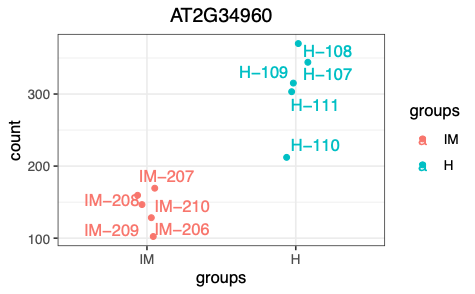 AT2G34960
count
300
200
100
H−108
H−109
H−107
H−111
H−110
IM−207
IM−208
IM−210
IM−209
IM−206
IM
H
groups
groups
a IM
a H